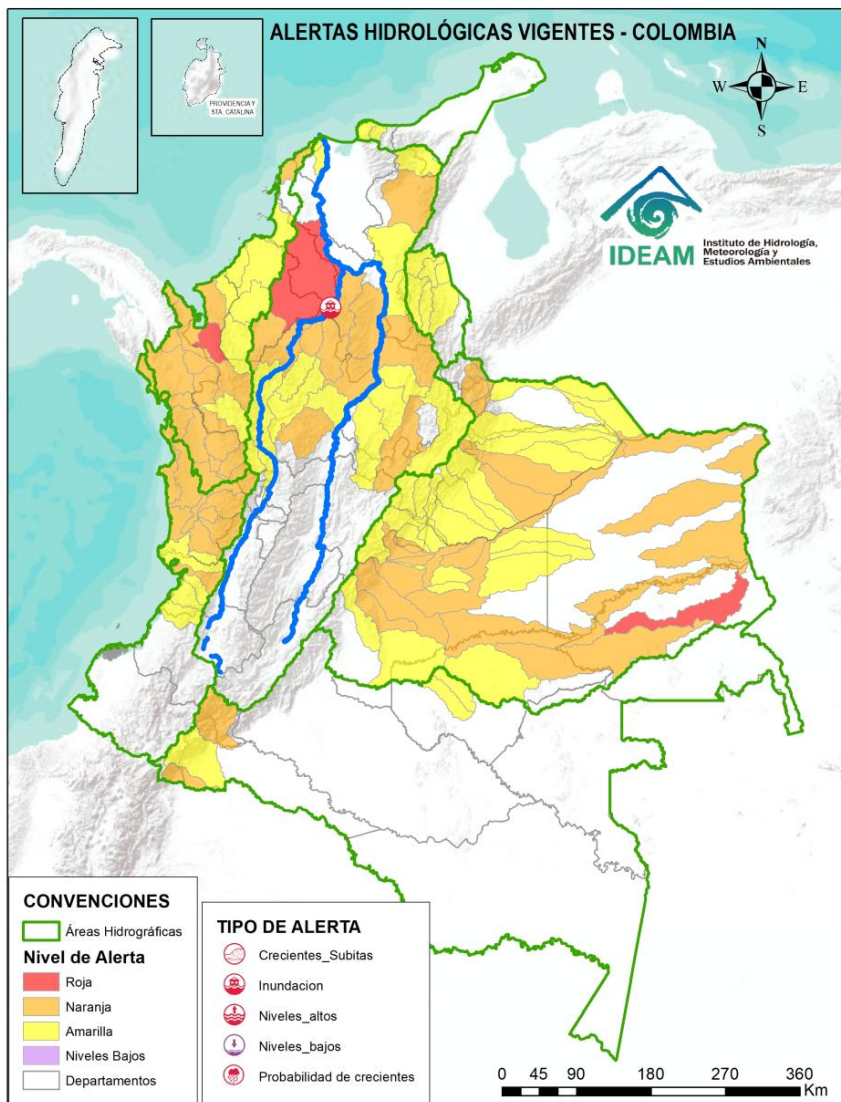 ALERTAS HIDROLÓGICAS VIGENTES - COLOMBIA
PROVIDENCIA Y
STA. CATALINA
N
W
E
S
IDEAM
Instituto de Hidrología,
Meteorología y
Estudios Ambientales
CONVENCIONES
Áreas Hidrográficas
Nivel de Alerta
Roja
Naranja
Amarilla
Niveles Bajos
Departamentos
TIPO DE ALERTA
Crecientes_Subitas
Inundacion
Niveles_altos
Niveles_bajos
Probabilidad de crecientes
0 45 90 180 270 360
Km